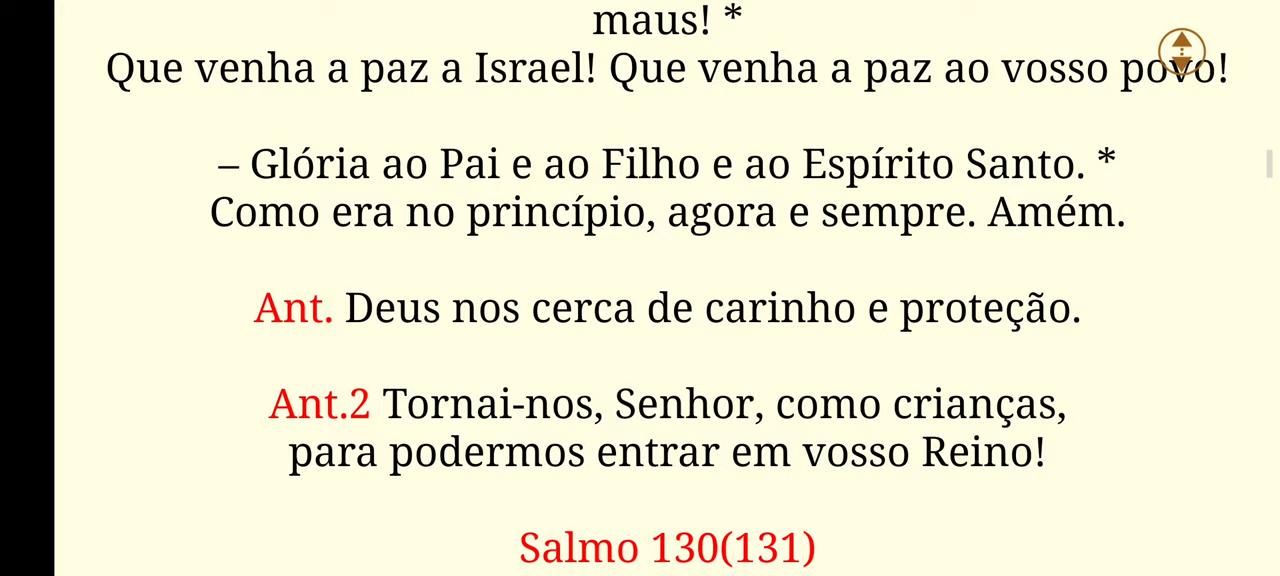 maus! *
Que venha a paz a Israel! Que venha a paz ao vosso povo!
– Glória ao Pai e ao Filho e ao Espírito Santo. *
Como era no princípio, agora e sempre. Amém.
Ant. Deus nos cerca de carinho e proteção.
Ant.2 Tornai-nos, Senhor, como crianças,
para podermos entrar em vosso Reino!
Salmo 130(131)